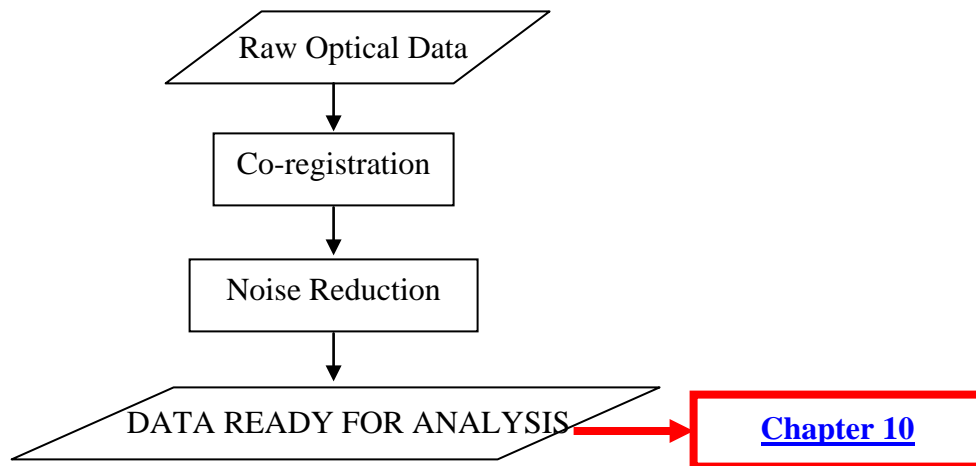 Raw Optical Data
Co-registration
Noise Reduction
DATA READY FOR ANALYSIS
Chapter 10